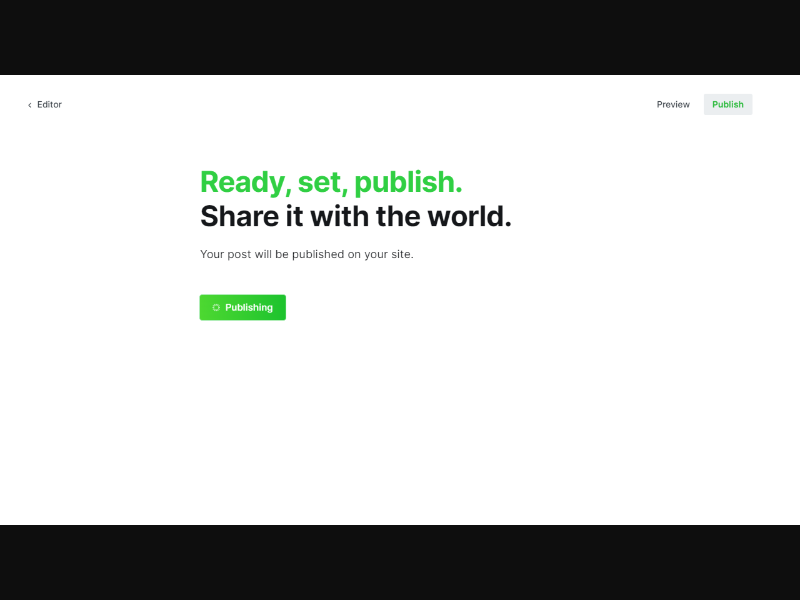 ‹ Editor
Preview
Publish
Ready, set, publish.
Share it with the world.
Your post will be published on your site.
Publishing